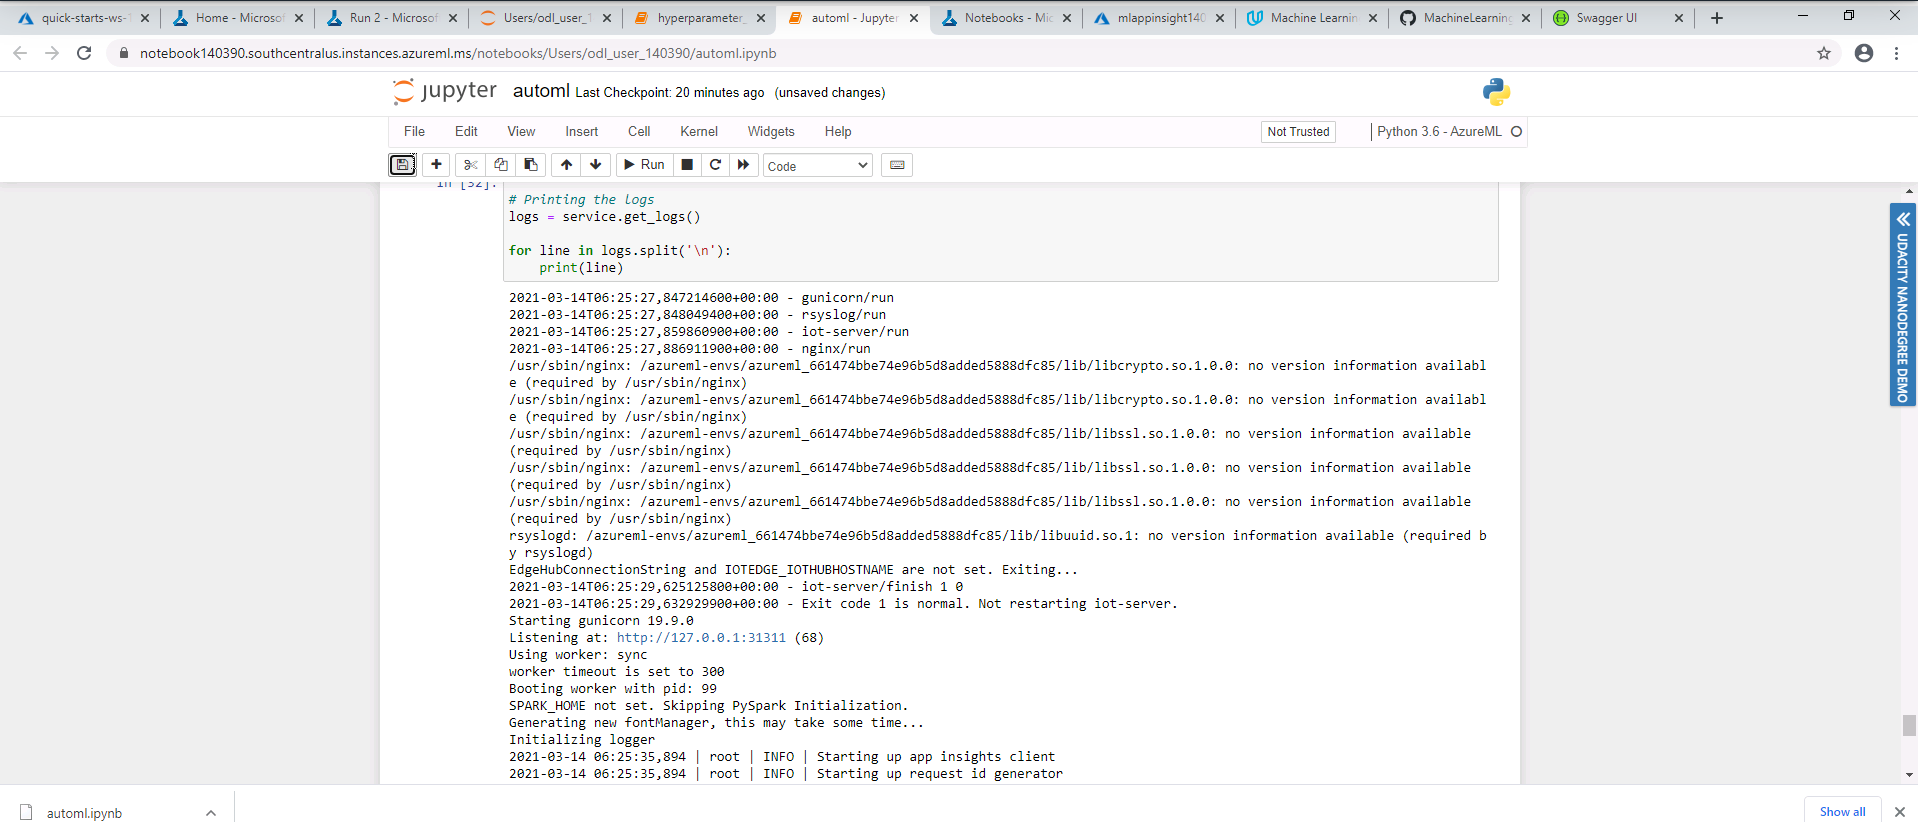 quick-starts-ws-1
Home - Microsof
Run 2 - Microsof
Users/odl_user_1
hyperparameter_
automl - Jupyter
Notebooks - Mic
mlappinsight140
Machine Learnin
MachineLearning
Swagger UI
notebook140390.southcentralus.instances.azureml.ms/notebooks/Users/odl_user_140390/automl.ipynb
jupyter automl Last Checkpoint: 20 minutes ago (unsaved changes)
File Edit View Insert Cell Kernel Widgets Help
Not Trusted
Python 3.6 - AzureML
Run
Code
In [32]:
# Printing the logs
logs = service.get_logs()
for line in logs.split('\n'):
print(line)
2021-03-14T06:25:27,847214600+00:00 - gunicorn/run
2021-03-14T06:25:27,848049400+00:00 - rsyslog/run
2021-03-14T06:25:27,859860900+00:00 - iot-server/run
2021-03-14T06:25:27,886911900+00:00 - nginx/run
/usr/sbin/nginx: /azureml-envs/azureml_661474bbe74e96b5d8added5888dfc85/lib/libcrypto.so.1.0.0: no version information availabl
e (required by /usr/sbin/nginx)
/usr/sbin/nginx: /azureml-envs/azureml_661474bbe74e96b5d8added5888dfc85/lib/libcrypto.so.1.0.0: no version information availabl
e (required by /usr/sbin/nginx)
/usr/sbin/nginx: /azureml-envs/azureml_661474bbe74e96b5d8added5888dfc85/lib/libssl.so.1.0.0: no version information available
(required by /usr/sbin/nginx)
/usr/sbin/nginx: /azureml-envs/azureml_661474bbe74e96b5d8added5888dfc85/lib/libssl.so.1.0.0: no version information available
(required by /usr/sbin/nginx)
/usr/sbin/nginx: /azureml-envs/azureml_661474bbe74e96b5d8added5888dfc85/lib/libssl.so.1.0.0: no version information available
(required by /usr/sbin/nginx)
rsyslogd: /azureml-envs/azureml_661474bbe74e96b5d8added5888dfc85/lib/libuuid.so.1: no version information available (required b
y rsyslogd)
EdgeHubConnectionString and IOTEDGE_IOTHUBHOSTNAME are not set. Exiting...
2021-03-14T06:25:29,625125800+00:00 - iot-server/finish 1 0
2021-03-14T06:25:29,632929900+00:00 - Exit code 1 is normal. Not restarting iot-server.
Starting gunicorn 19.9.0
Listening at: http://127.0.0.1:31311 (68)
Using worker: sync
worker timeout is set to 300
Booting worker with pid: 99
SPARK_HOME not set. Skipping PySpark Initialization.
Generating new fontManager, this may take some time...
Initializing logger
2021-03-14 06:25:35,894 | root | INFO | Starting up app insights client
2021-03-14 06:25:35,894 | root | INFO | Starting up request id generator
UDACITY NANODEGREE DEMO
automl.ipynb
Show all